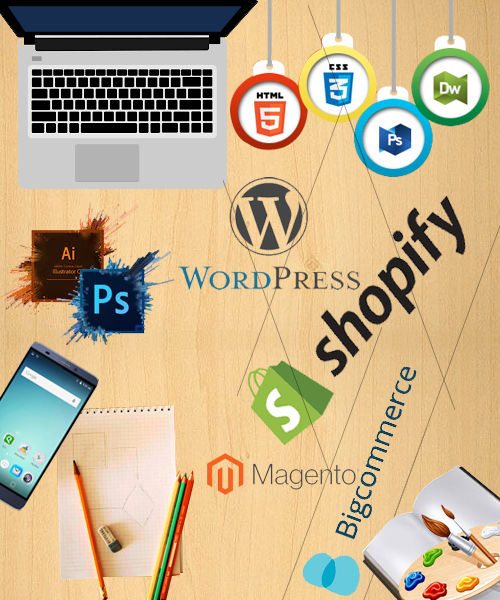 HTML
5
CSS
3
Dw
Ps
WORDPRESS
shopify
Ai
Ps
S
Magento
Bigcommerce